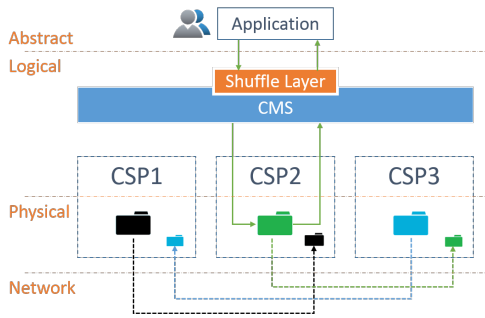 Abstract
Application
Logical
Shuffle Layer
CMS
CSP1
CSP2
CSP3
Physical
Network